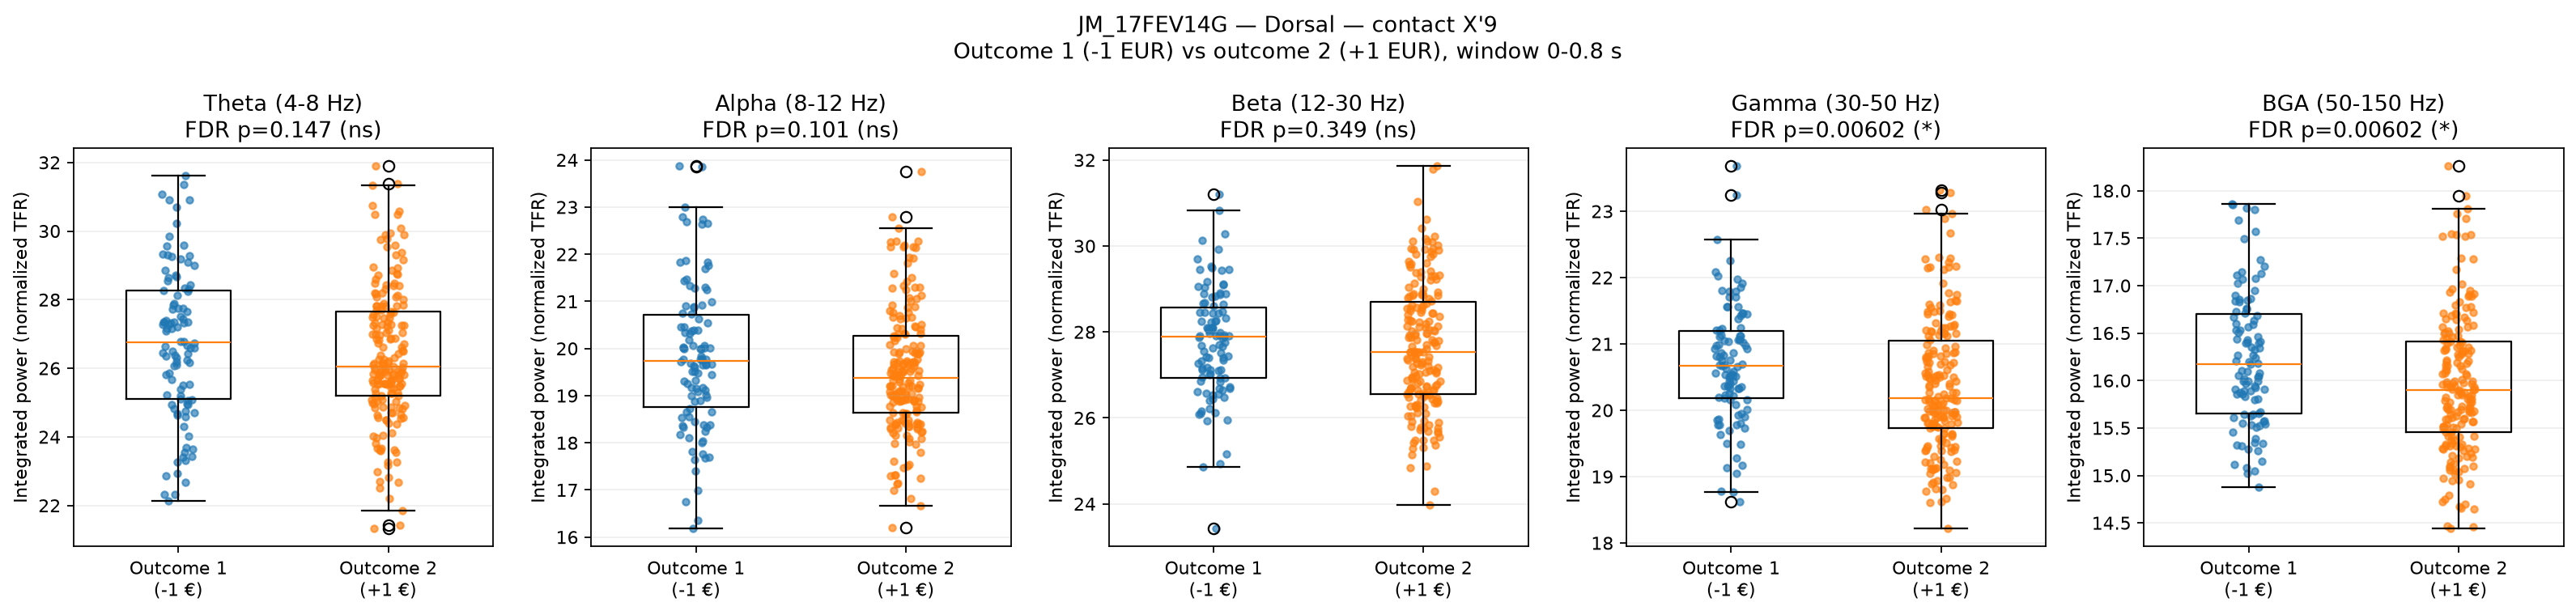 JM_17FEV14G — Dorsal — contact X'9
Outcome 1 (-1 EUR) vs outcome 2 (+1 EUR), window 0-0.8 s
Theta (4-8 Hz)
FDR p=0.147 (ns)
Integrated power (normalized TFR)
32
30
28
26
24
22
Outcome 1
(-1 €)
Outcome 2
(+1 €)
Alpha (8-12 Hz)
FDR p=0.101 (ns)
Integrated power (normalized TFR)
24
23
22
21
20
19
18
17
16
Outcome 1
(-1 €)
Outcome 2
(+1 €)
Beta (12-30 Hz)
FDR p=0.349 (ns)
Integrated power (normalized TFR)
32
30
28
26
24
Outcome 1
(-1 €)
Outcome 2
(+1 €)
Gamma (30-50 Hz)
FDR p=0.00602 (*)
Integrated power (normalized TFR)
23
22
21
20
19
18
Outcome 1
(-1 €)
Outcome 2
(+1 €)
BGA (50-150 Hz)
FDR p=0.00602 (*)
Integrated power (normalized TFR)
18.0
17.5
17.0
16.5
16.0
15.5
15.0
14.5
Outcome 1
(-1 €)
Outcome 2
(+1 €)